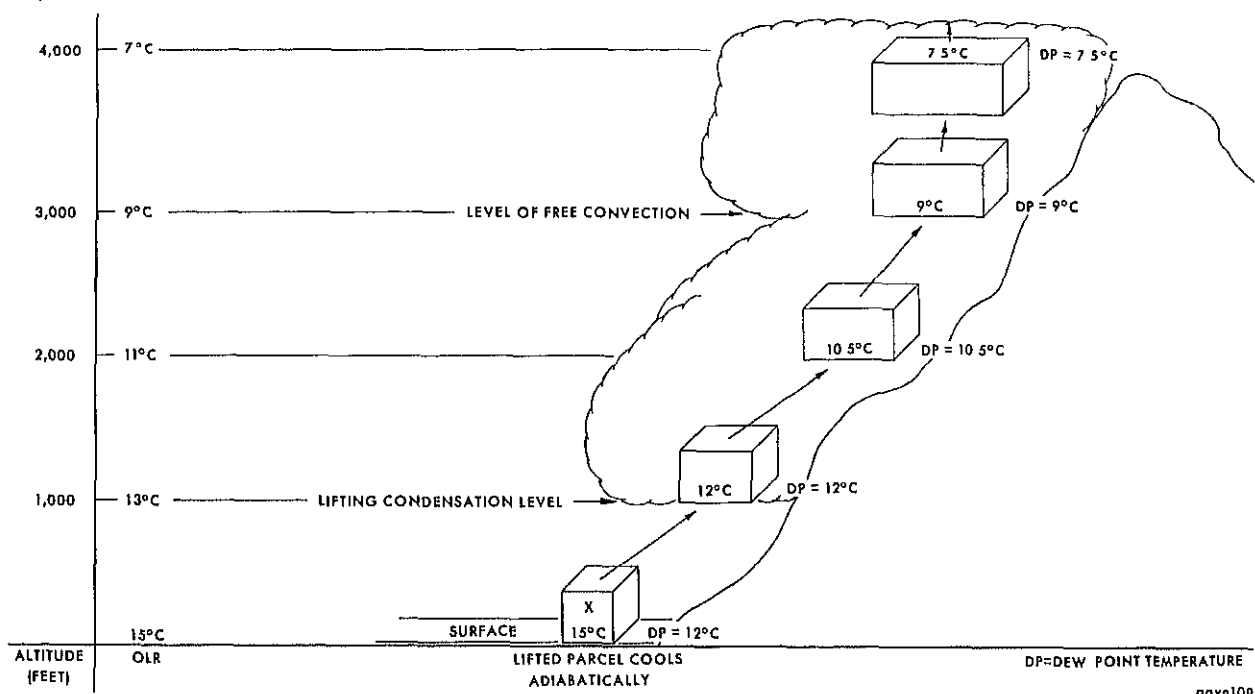 4,000 7°C 7 5°C DP = 7 5°C
3,000 9°C LEVEL OF FREE CONVECTION 9°C DP = 9°C
2,000 11°C 10 5°C DP = 10 5°C
1,000 13°C LIFTING CONDENSATION LEVEL 12°C DP = 12°C
X
15°C SURFACE 15°C DP = 12°C
ALTITUDE
(FEET)
OLR
LIFTED PARCEL COOLS
ADIABATICALLY
DP=DEW POINT TEMPERATURE